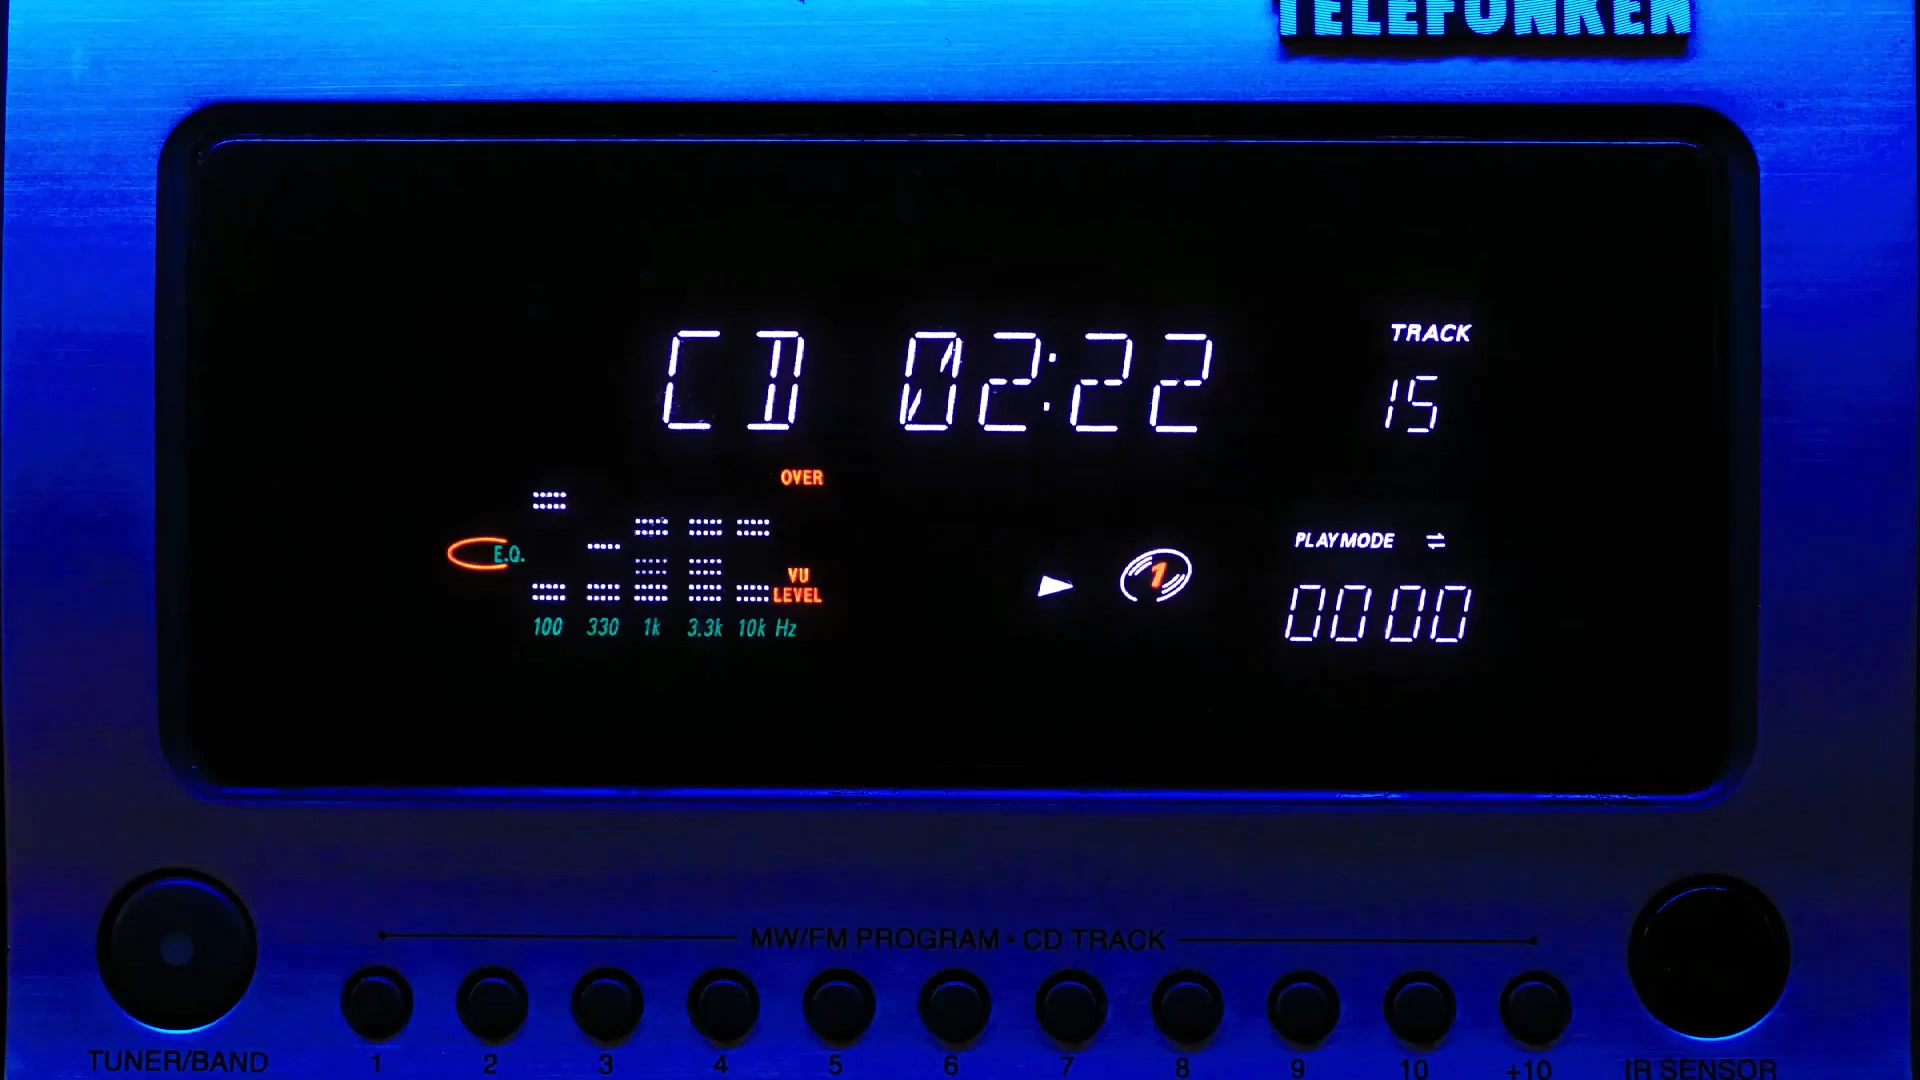 TELEFUNKEN
CD 02:22
TRACK
15
OVER
E.Q.
VU
LEVEL
100 330 1k 3.3k 10k Hz
1
PLAYMODE ⇌
00 00
MW/FM PROGRAM • CD TRACK
TUNER/BAND
1 2 3 4 5 6 7 8 9 10 +10
IR SENSOR